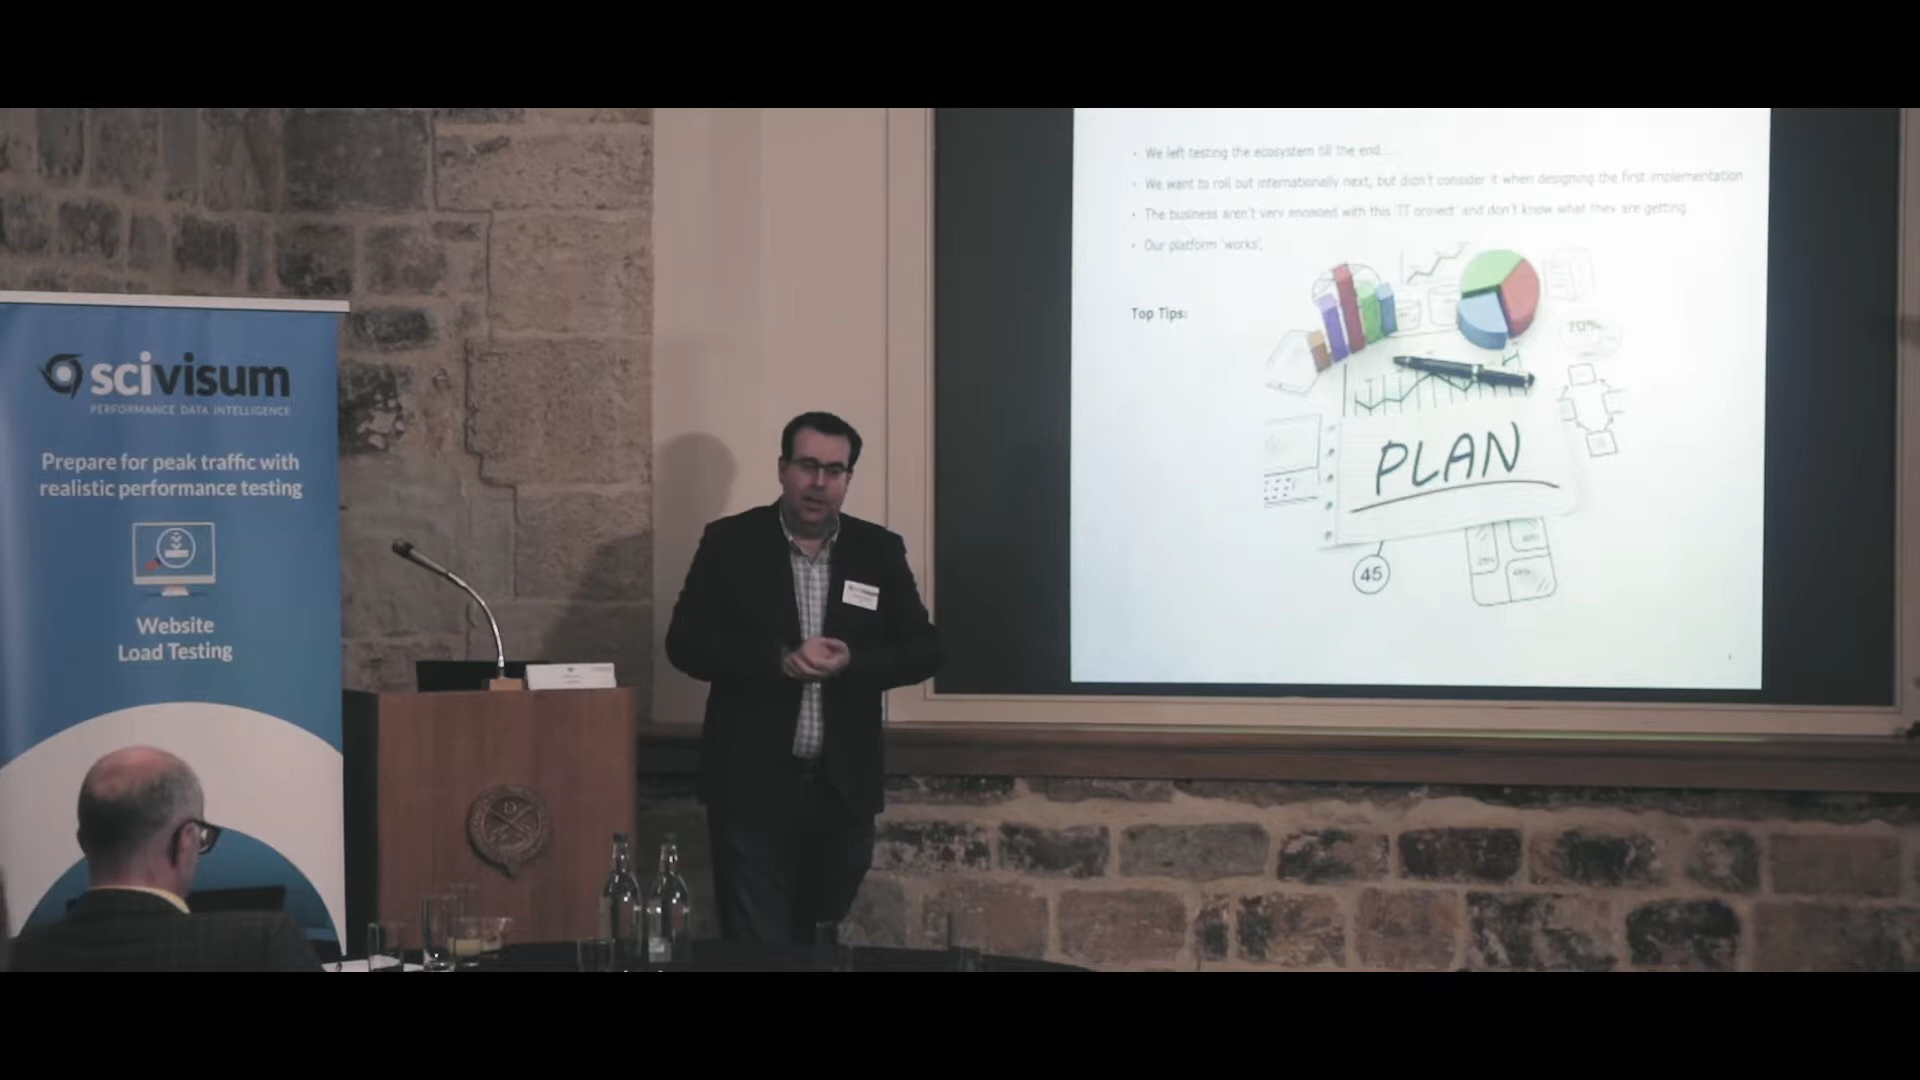 scivisum
PERFORMANCE DATA INTELLIGENCE
Prepare for peak traffic with
realistic performance testing
Website
Load Testing
• We left testing the ecosystem till the end....
• We want to roll out internationally next, but didn't consider it when designing the first implementation
• The business aren't very engaged with this 'IT project' and don't know what they are getting
• Our platform 'works',
Top Tips:
70%
PLAN
45